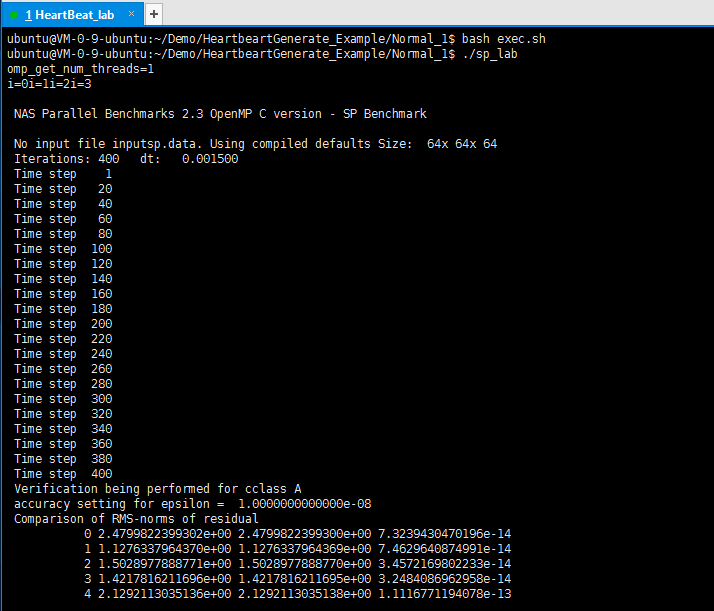 1 HeartBeat_lab × +
ubuntu@VM-0-9-ubuntu:~/Demo/HeartbeartGenerate_Example/Normal_1$ bash exec.sh
ubuntu@VM-0-9-ubuntu:~/Demo/HeartbeartGenerate_Example/Normal_1$ ./sp_lab
omp_get_num_threads=1
i=0i=1i=2i=3
NAS Parallel Benchmarks 2.3 OpenMP C version - SP Benchmark
No input file inputsp.data. Using compiled defaults Size:  64x 64x 64
Iterations: 400   dt:   0.001500
Time step    1
Time step   20
Time step   40
Time step   60
Time step   80
Time step  100
Time step  120
Time step  140
Time step  160
Time step  180
Time step  200
Time step  220
Time step  240
Time step  260
Time step  280
Time step  300
Time step  320
Time step  340
Time step  360
Time step  380
Time step  400
Verification being performed for cclass A
accuracy setting for epsilon =  1.0000000000000e-08
Comparison of RMS-norms of residual
0 2.4799822399302e+00 2.4799822399300e+00 7.3239430470196e-14
1 1.1276337964370e+00 1.1276337964369e+00 7.4629640874991e-14
2 1.5028977888771e+00 1.5028977888770e+00 3.4572169802233e-14
3 1.4217816211696e+00 1.4217816211695e+00 3.2484086962958e-14
4 2.1292113035136e+00 2.1292113035138e+00 1.1116771194078e-13